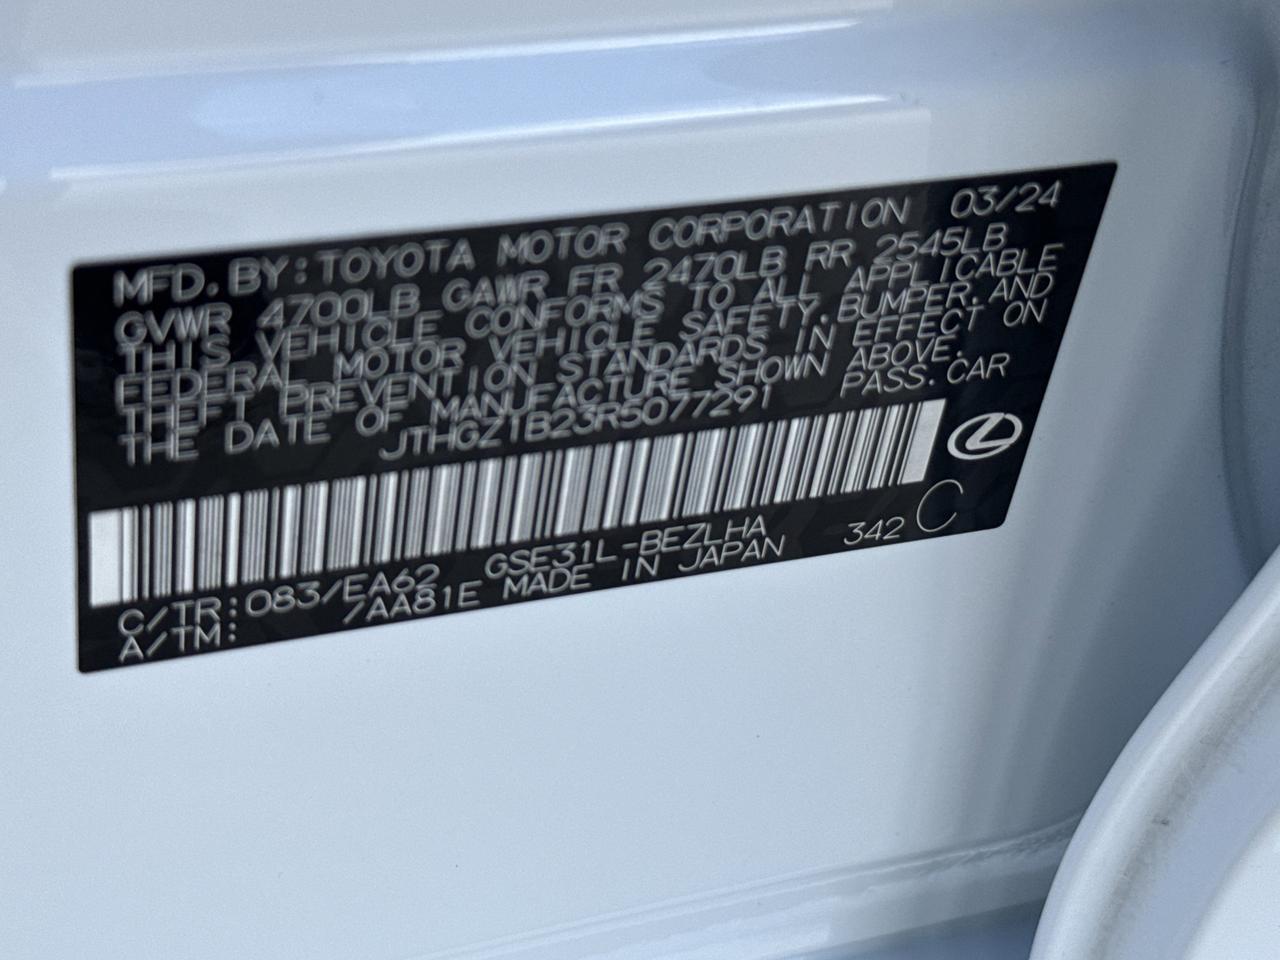 MFD. BY: TOYOTA MOTOR CORPORATION 03/24
GVWR 4700LB GAWR FR 2470LB RR 2545LB
THIS VEHICLE CONFORMS TO ALL APPLICABLE
FEDERAL MOTOR VEHICLE SAFETY, BUMPER, AND
THEFT PREVENTION STANDARDS IN EFFECT ON
THE DATE OF MANUFACTURE SHOWN ABOVE.
JTHGZ1B23R5077291 PASS. CAR
C/TR: 083/EA62 GSE31L-BEZLHA 342 C
A/TM: /AA81E MADE IN JAPAN